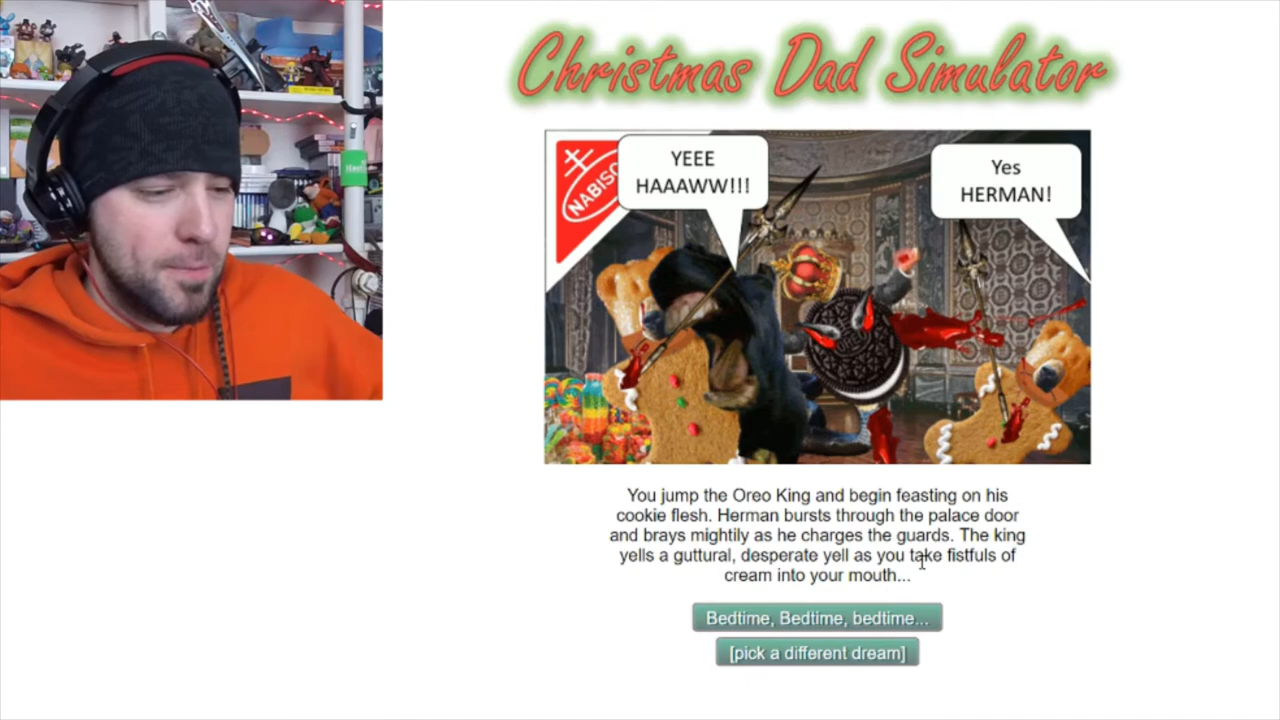 Christmas Dad Simulator
NABISC
YEEE
HAAAWW!!!
Yes
HERMAN!
You jump the Oreo King and begin feasting on his
cookie flesh. Herman bursts through the palace door
and brays mightily as he charges the guards. The king
yells a guttural, desperate yell as you take fistfuls of
cream into your mouth...
Bedtime, Bedtime, bedtime...
[pick a different dream]